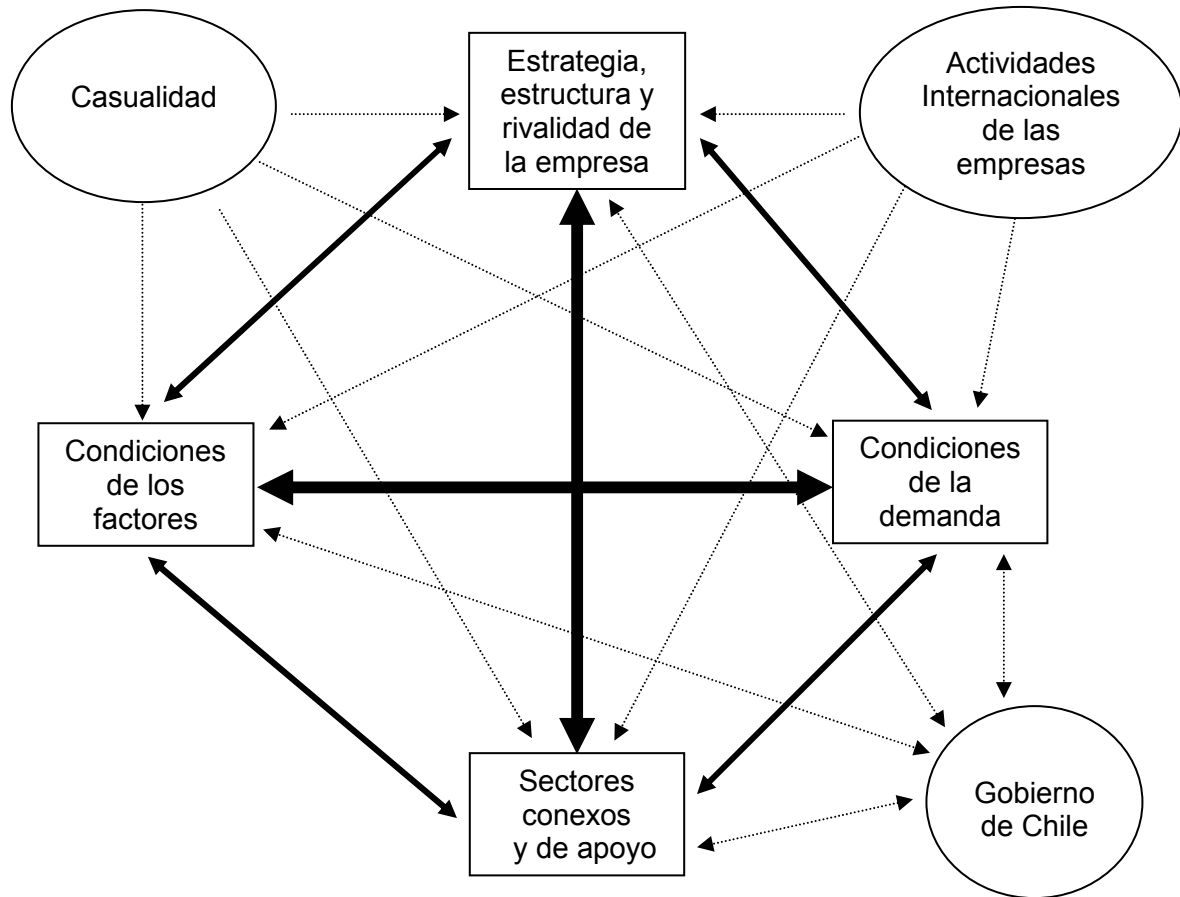 Casualidad
Estrategia,
estructura y
rivalidad de
la empresa
Actividades
Internacionales
de las
empresas
Condiciones
de los
factores
Condiciones
de la
demanda
Sectores
conexos
y de apoyo
Gobierno
de Chile